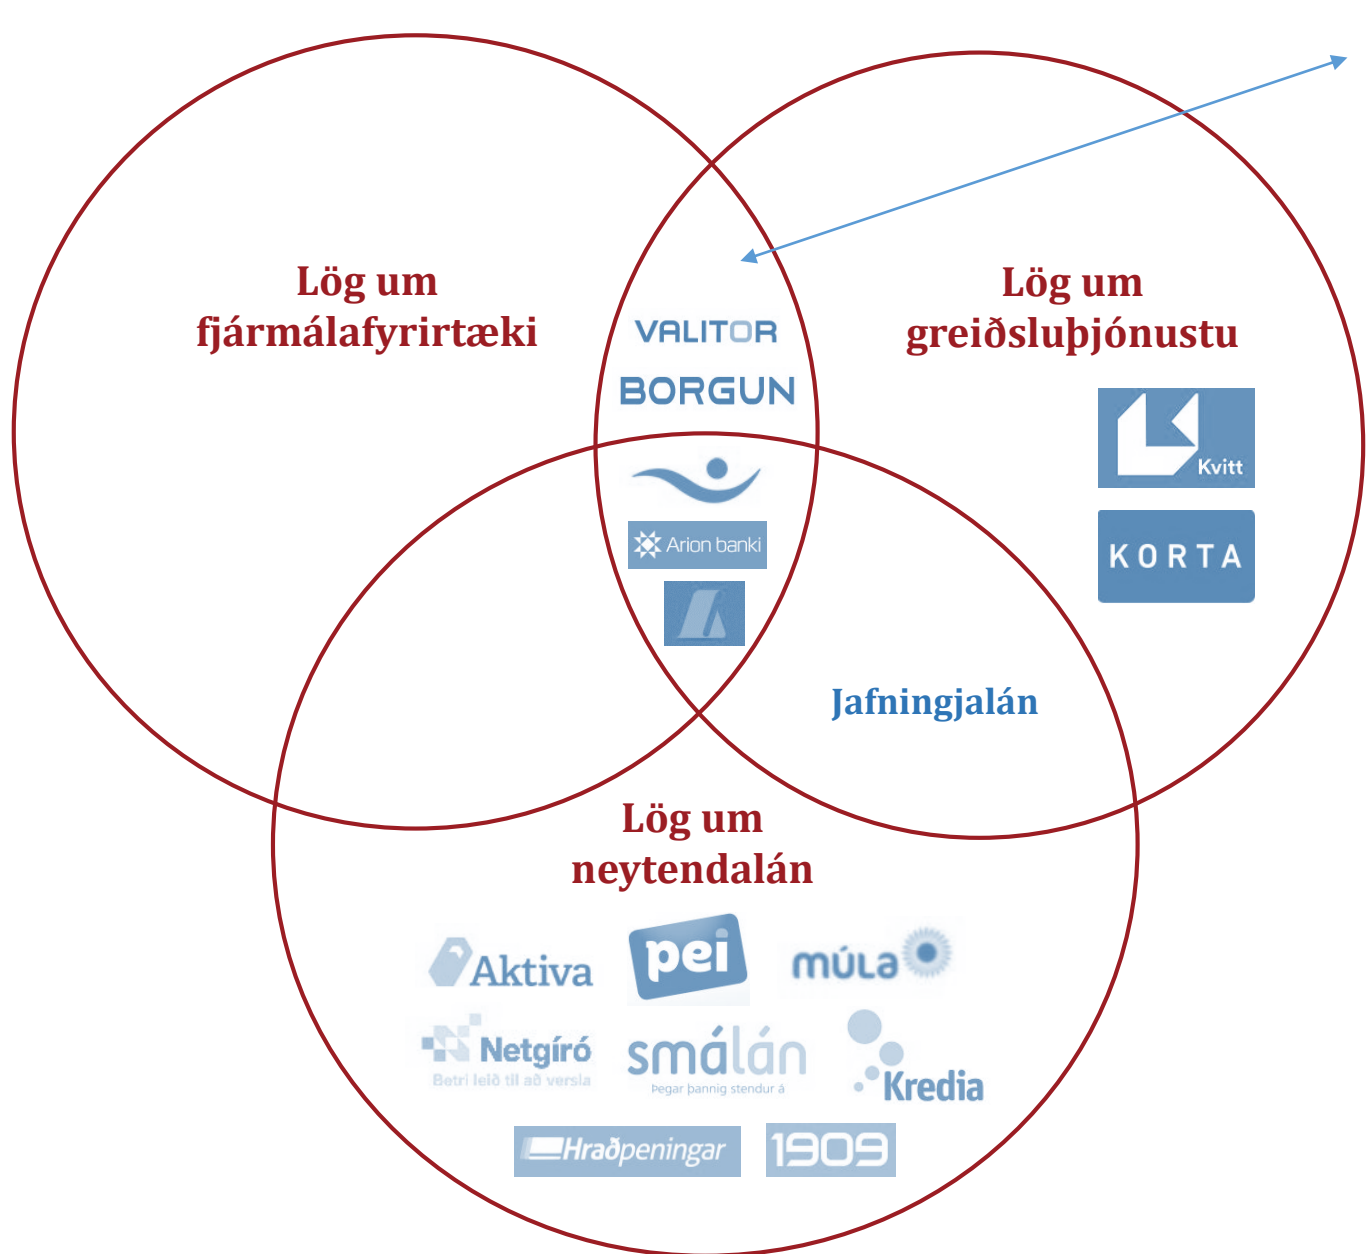 Lög um
fjármálafyrirtæki
Lög um
greiðsluþjónustu
VALITOR
BORGUN
Kvitt
Arion banki
KORTA
Jafningjalán
Lög um
neytendalán
Aktiva
pei
múla
Netgíró
Betri leið til að versla
smálán
Þegar þannig stendur á
Kredia
Hraðpeningar
1909